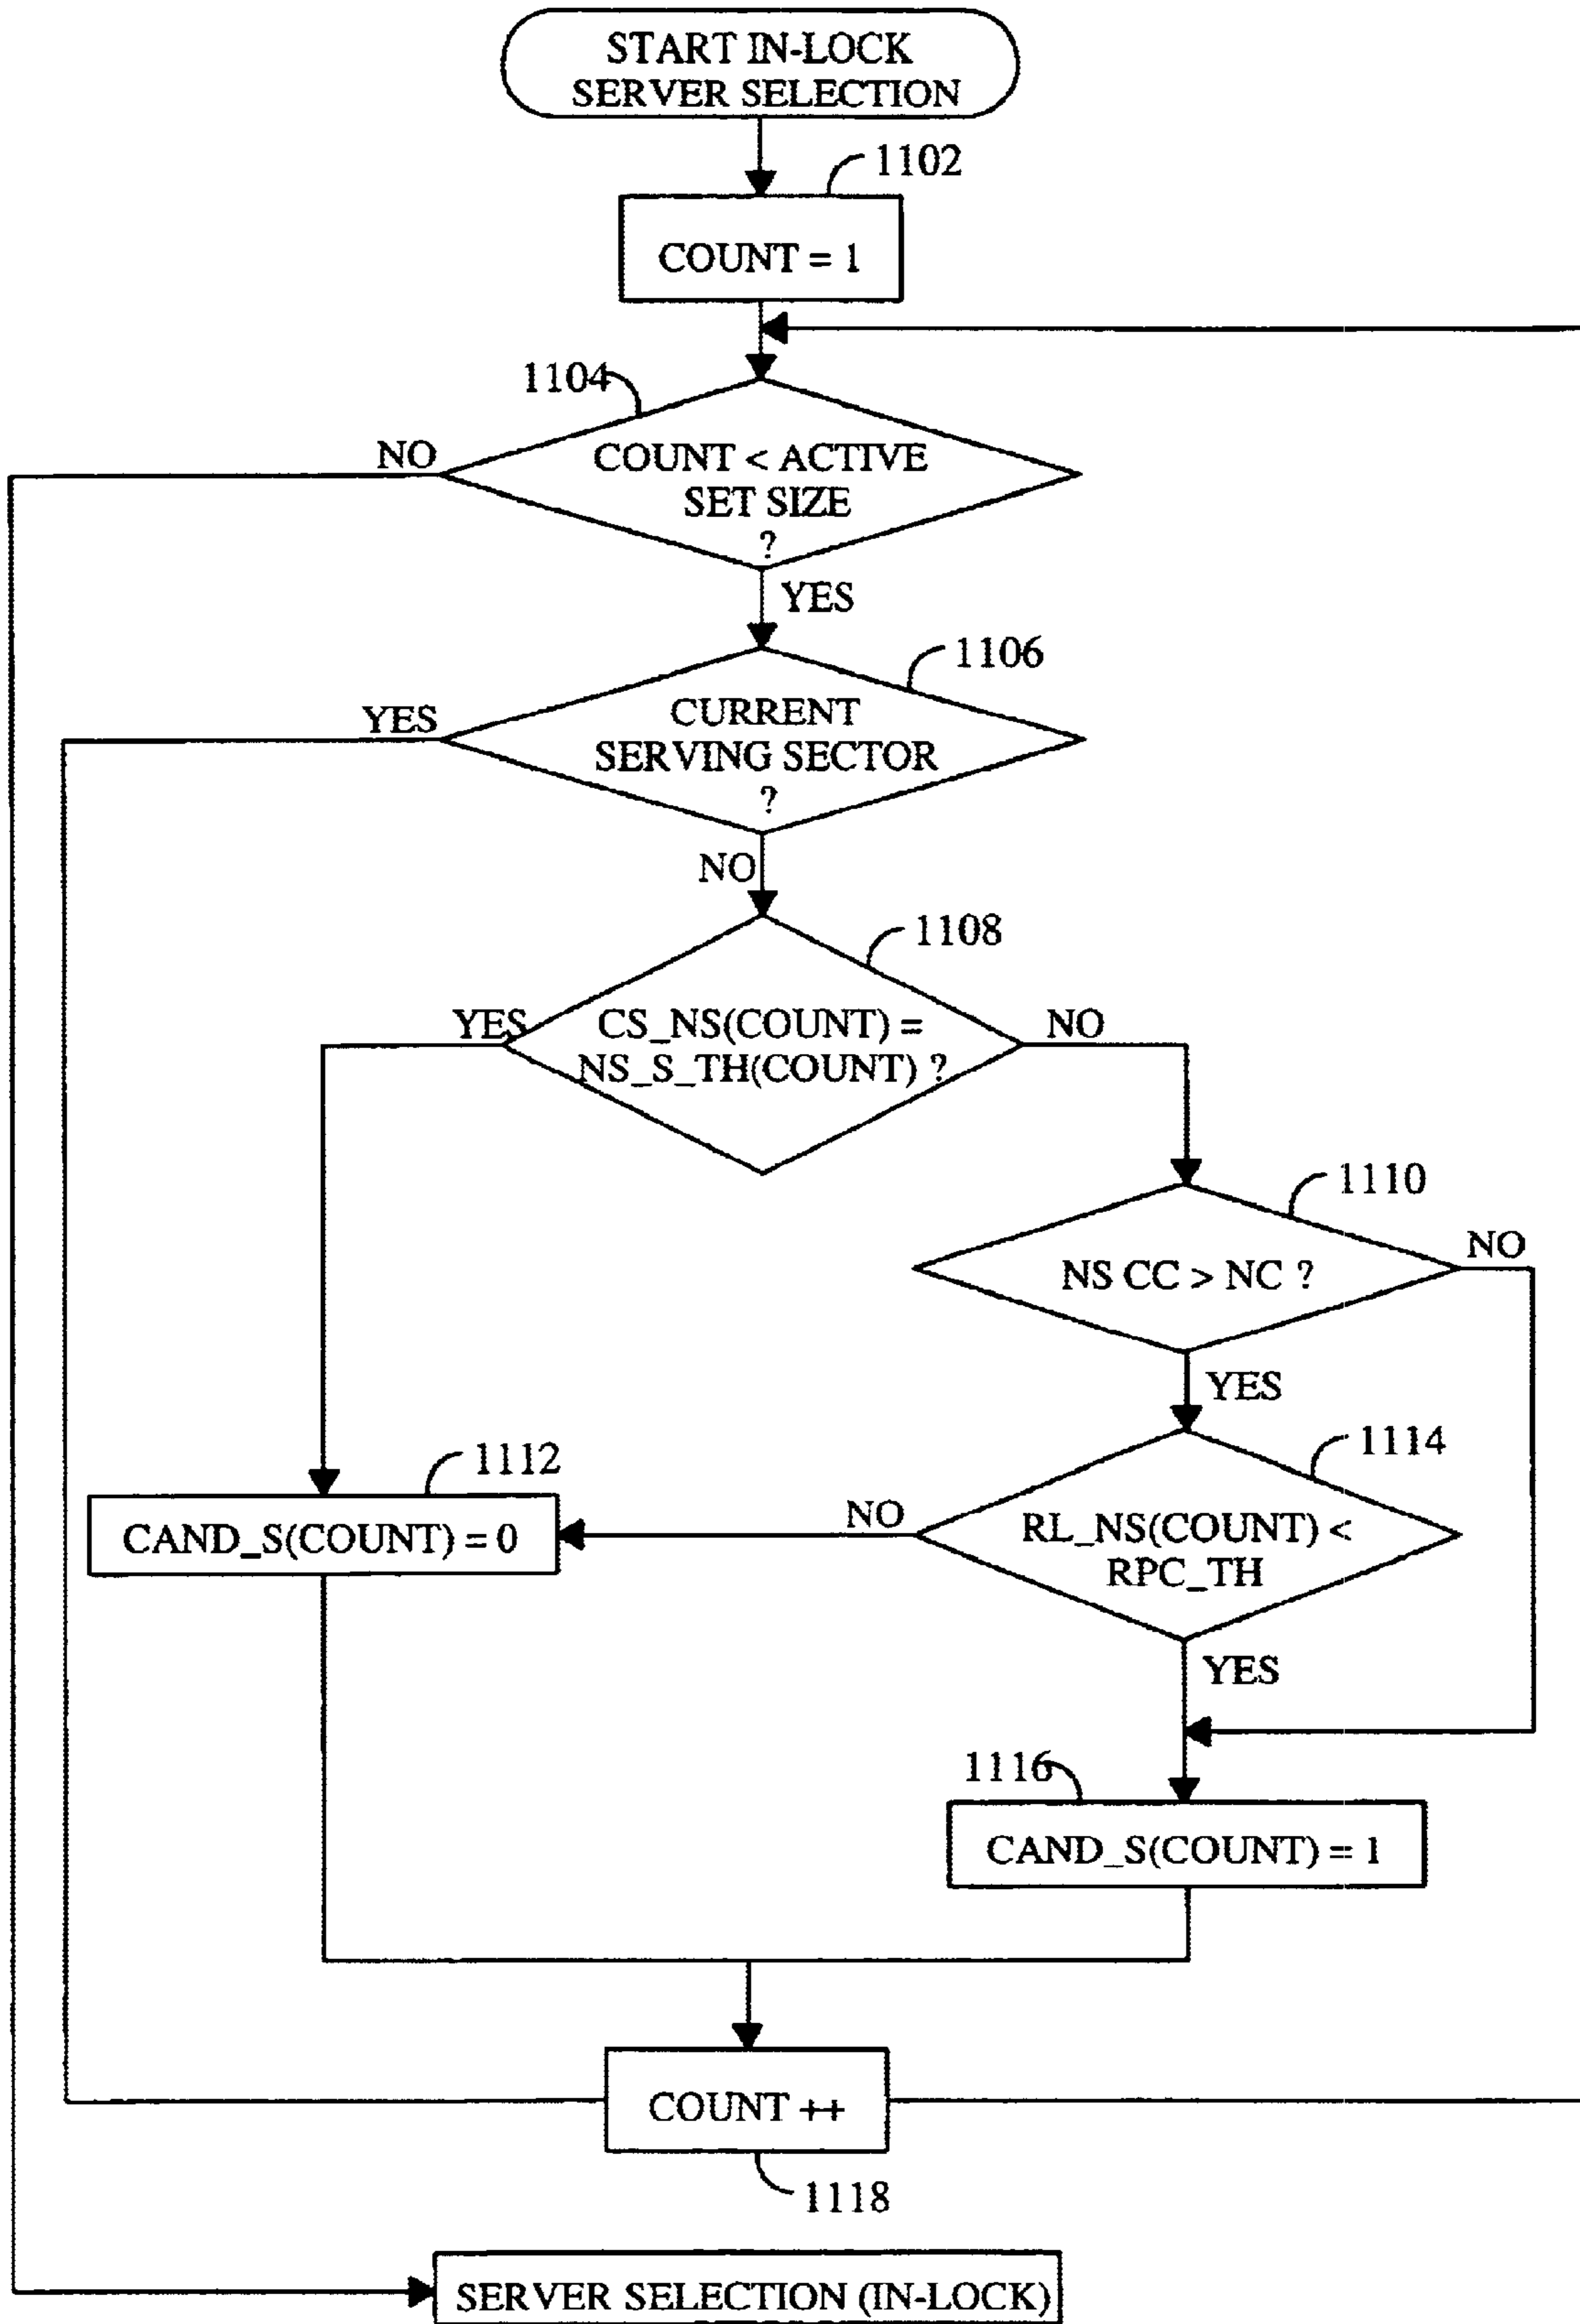 START IN-LOCK
SERVER SELECTION
1102
COUNT = 1
1104
NO
COUNT < ACTIVE
SET SIZE
?
YES
1106
YES
CURRENT
SERVING SECTOR
?
NO
1108
YES
CS_NS(COUNT) =
NS_S_TH(COUNT) ?
NO
1110
NS CC > NC ?
NO
YES
1112
CAND_S(COUNT) = 0
1114
NO
RL_NS(COUNT) <
RPC_TH
YES
1116
CAND_S(COUNT) = 1
COUNT ++
1118
SERVER SELECTION (IN-LOCK)